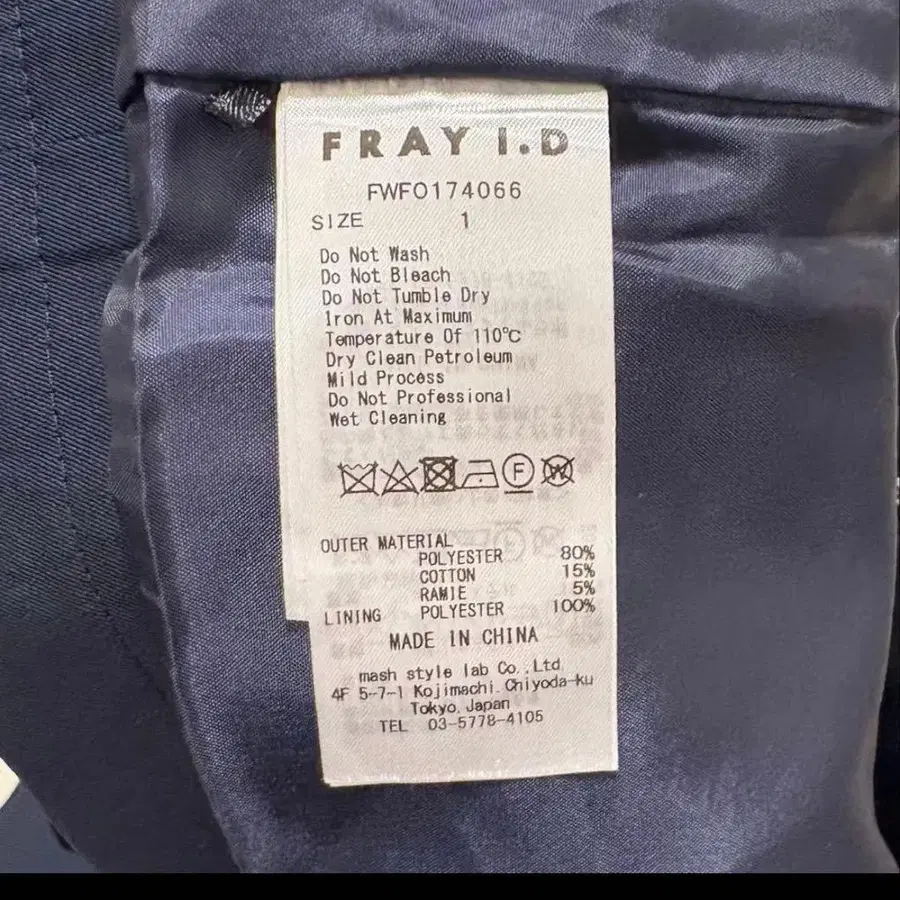 FRAY I.D
FWFO174066
SIZE 1
Do Not Wash
Do Not Bleach
Do Not Tumble Dry
Iron At Maximum
Temperature Of 110℃
Dry Clean Petroleum
Mild Process
Do Not Professional
Wet Cleaning
F W
OUTER MATERIAL
POLYESTER 80%
COTTON 15%
RAMIE 5%
LINING POLYESTER 100%
MADE IN CHINA
mash style lab Co.,Ltd.
4F 5-7-1 Kojimachi.Chiyoda-ku
Tokyo.Japan
TEL 03-5778-4105